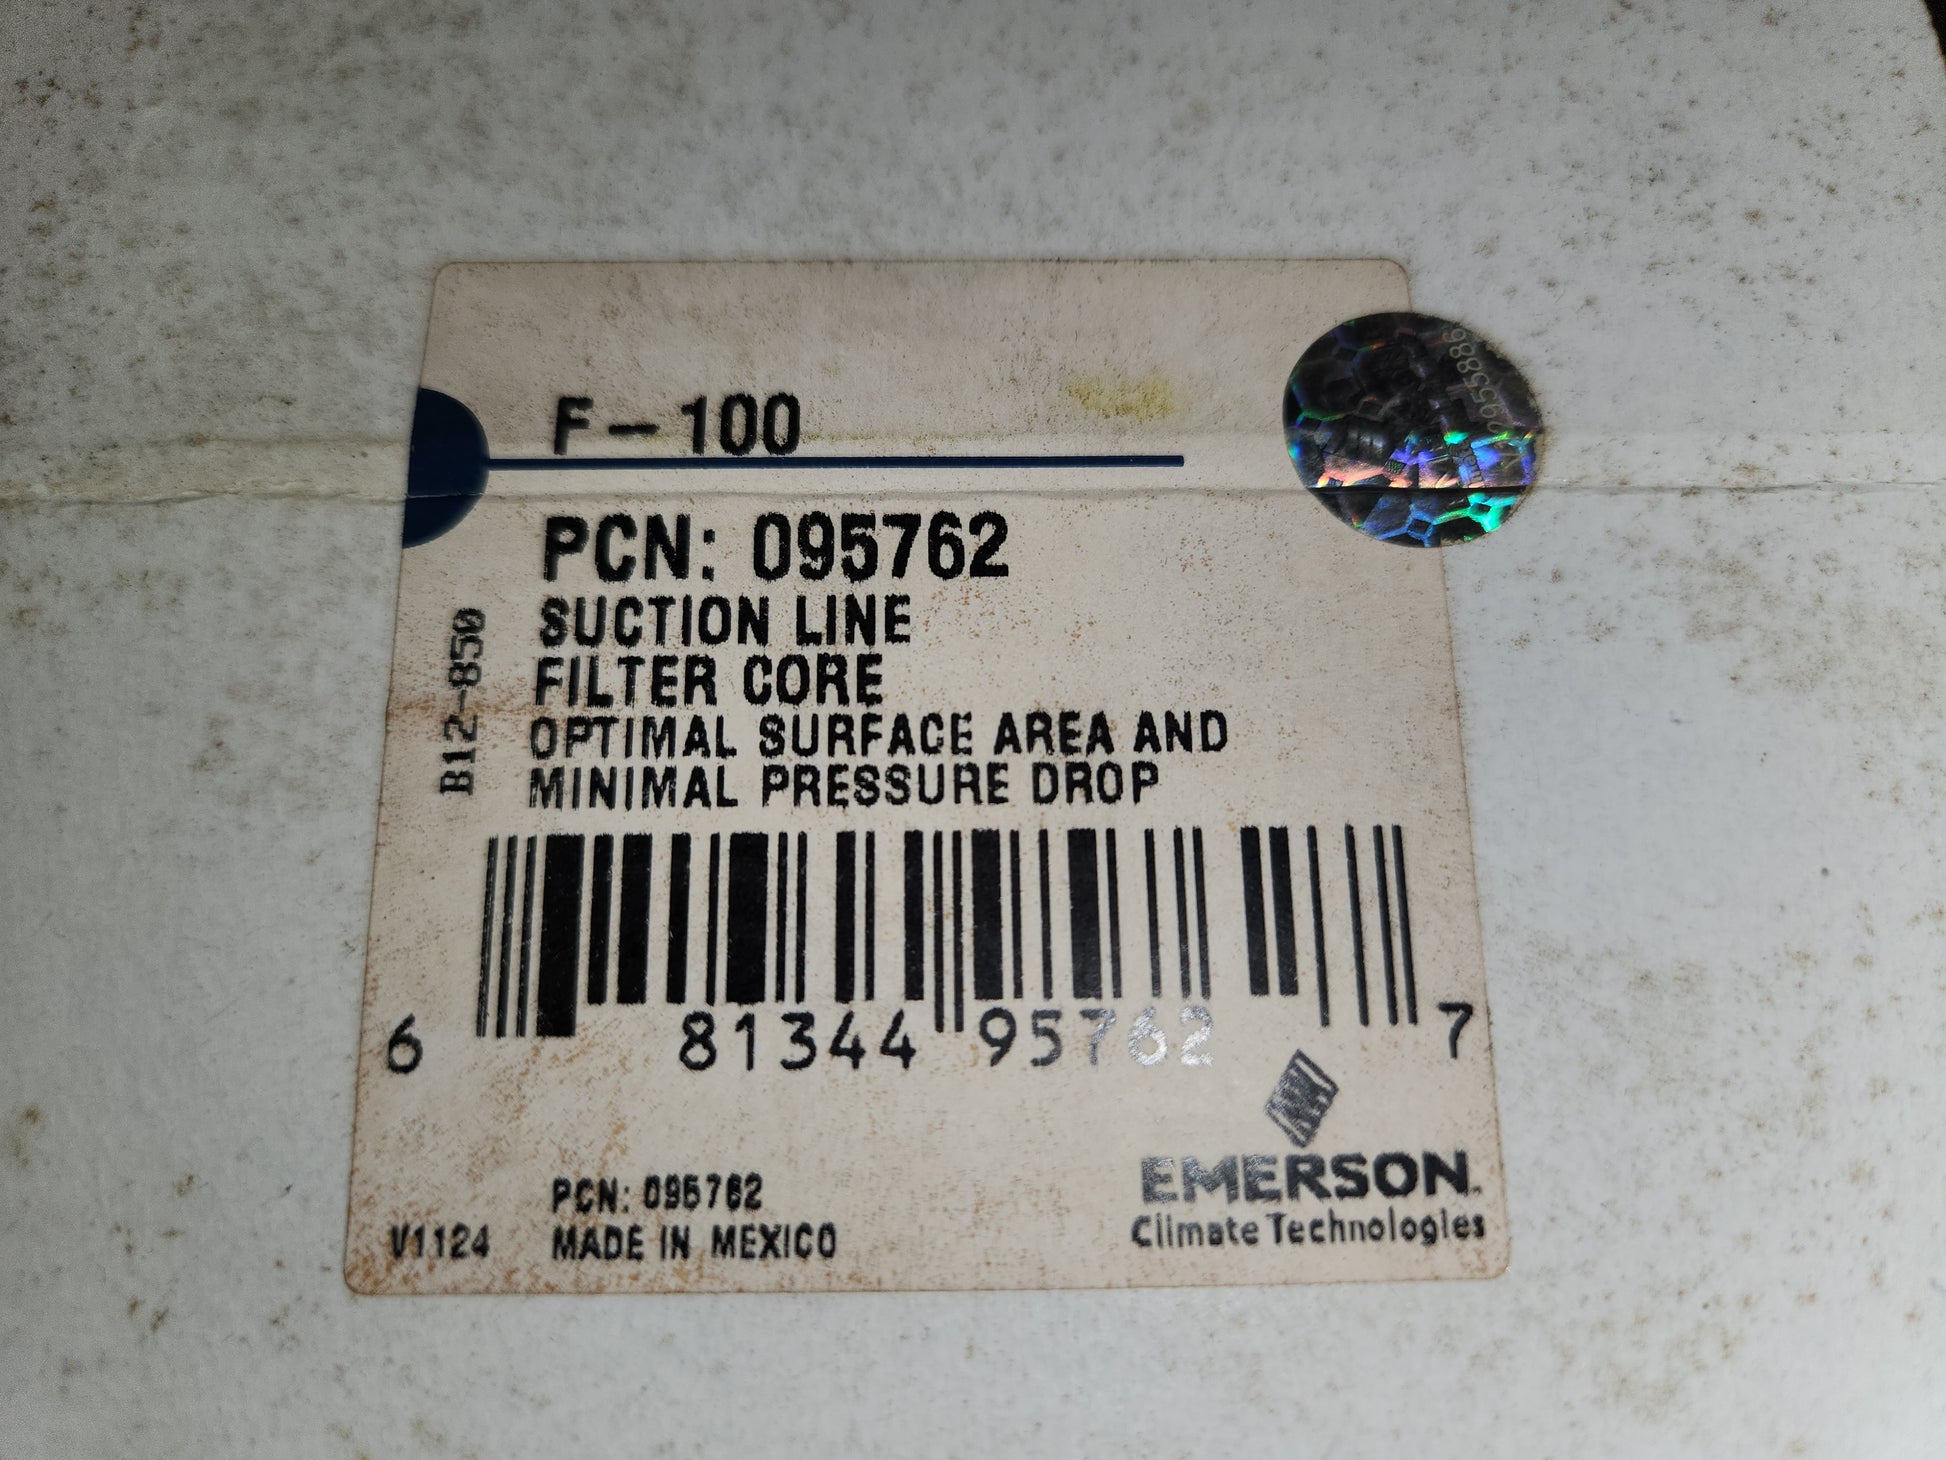 F-100
PCN: 095762
SUCTION LINE
FILTER CORE
OPTIMAL SURFACE AREA AND
MINIMAL PRESSURE DROP
B12-850
6 81344 95762 7
PCN: 095762
V1124 MADE IN MEXICO
EMERSON.
Climate Technologies